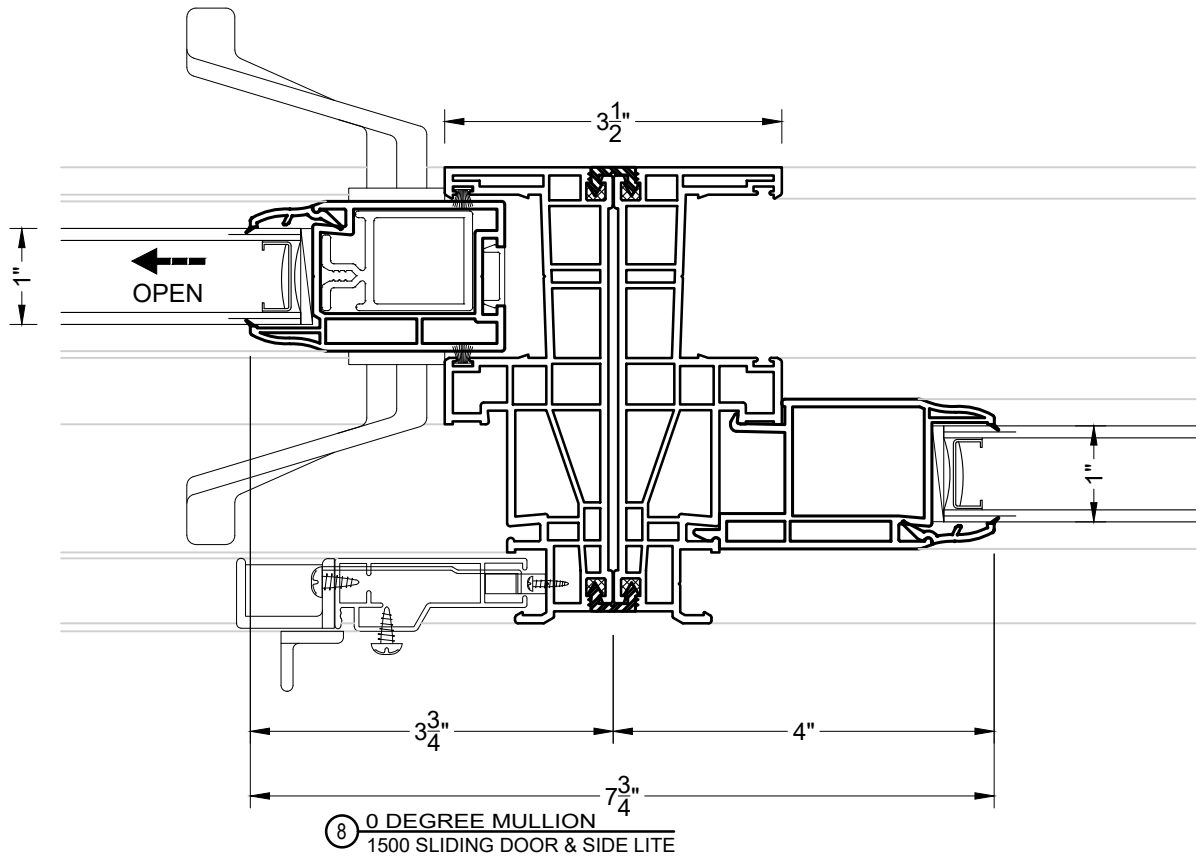 3 1/2"
1"
OPEN
1"
3 3/4"
4"
7 3/4"
8
0 DEGREE MULLION
1500 SLIDING DOOR & SIDE LITE